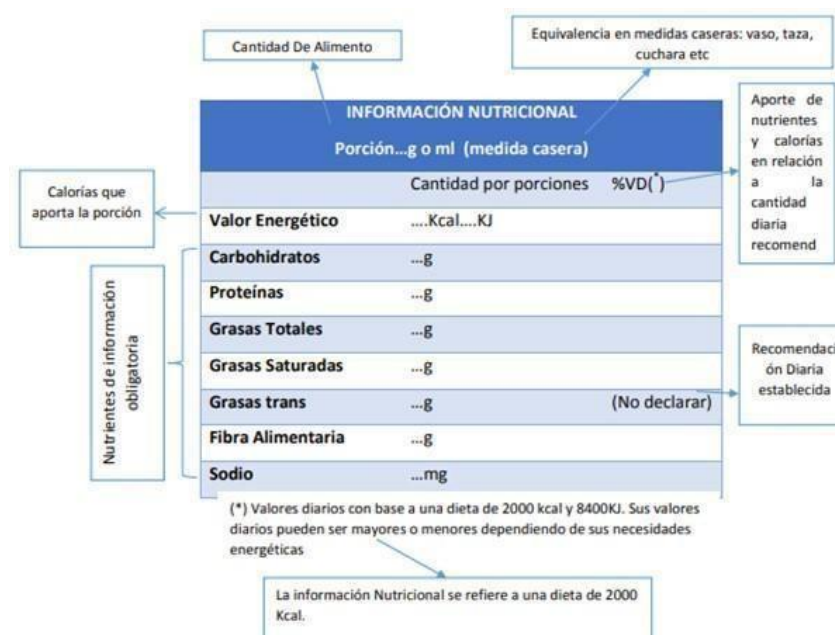 Cantidad De Alimento
Equivalencia en medidas caseras: vaso, taza,
cuchara etc
INFORMACIÓN NUTRICIONAL
Porción...g o ml (medida casera)
Aporte de
nutrientes
y calorías
en relación
a la
cantidad
diaria
recomend
Calorías que
aporta la porción
Cantidad por porciones %VD(*)
Valor Energético ....Kcal....KJ
Nutrientes de información
obligatoria
Carbohidratos ...g
Proteínas ...g
Grasas Totales ...g
Grasas Saturadas ...g
Grasas trans ...g (No declarar)
Fibra Alimentaria ...g
Sodio ...mg
Recomendaci
ón Diaria
establecida
(*) Valores diarios con base a una dieta de 2000 kcal y 8400KJ. Sus valores
diarios pueden ser mayores o menores dependiendo de sus necesidades
energéticas
La información Nutricional se refiere a una dieta de 2000
Kcal.